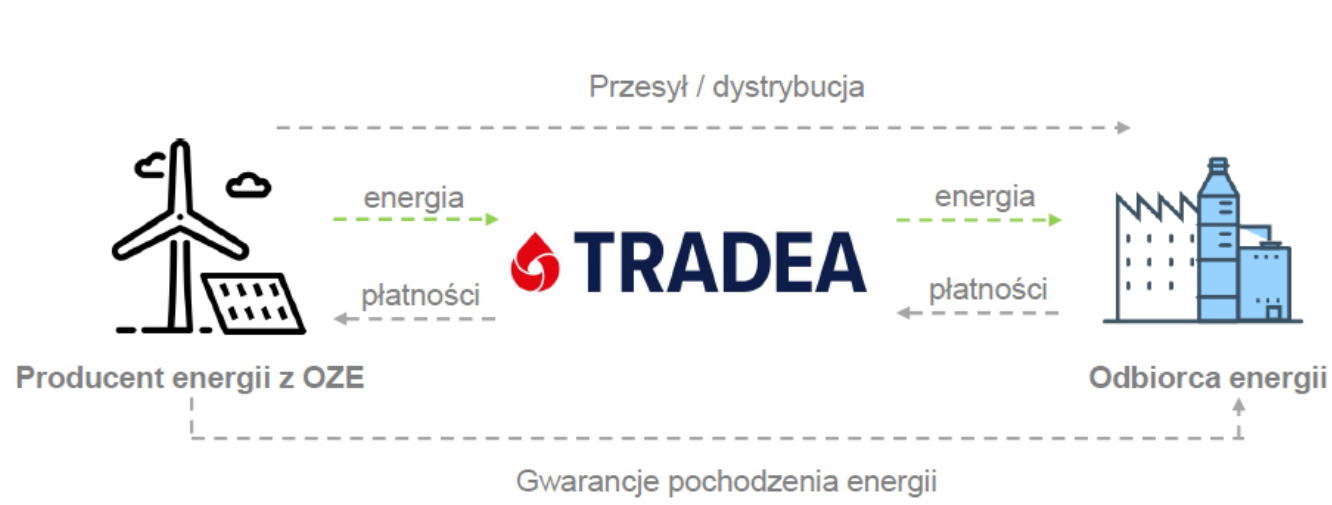 Przesył / dystrybucja
energia
energia
TRADEA
płatności
płatności
Producent energii z OZE
Odbiorca energii
Gwarancje pochodzenia energii